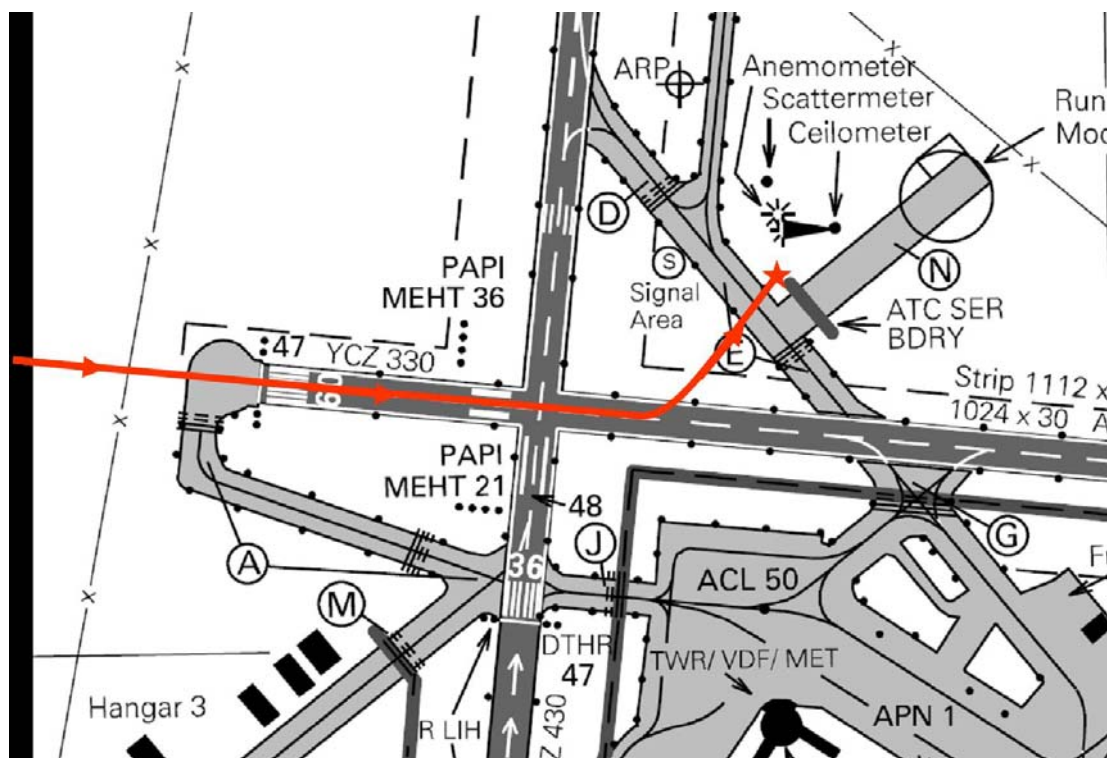 ARP
Anemometer
Scattermeter
Ceilometer
Run
Moc
D
PAPI
MEHT 36
S
Signal
Area
N
ATC SER
BDRY
47
YCZ 330
E
09
Strip 1112 x
1024 x 30
A
PAPI
MEHT 21
48
J
G
A
36
ACL 50
M
DTHR
47
TWR/ VDF/ MET
Hangar 3
R LIH
Z 430
APN 1